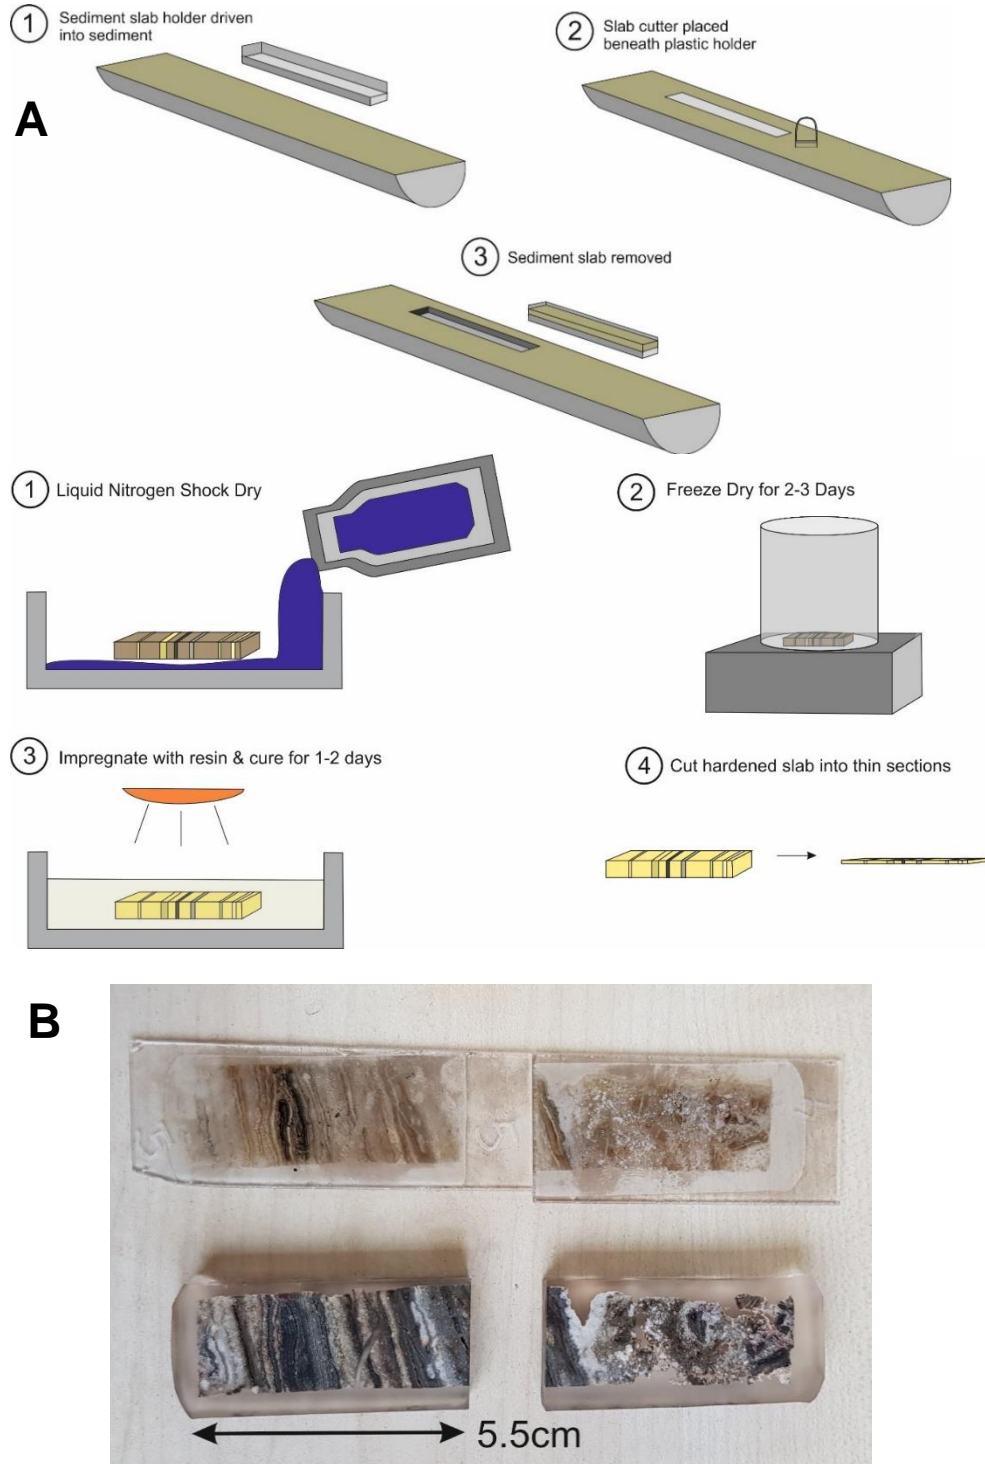 1
Sediment slab holder driven
into sediment
2
Slab cutter placed
beneath plastic holder
A
3
Sediment slab removed
1
Liquid Nitrogen Shock Dry
2
Freeze Dry for 2-3 Days
3
Impregnate with resin & cure for 1-2 days
4
Cut hardened slab into thin sections
B
5
5
5.5cm